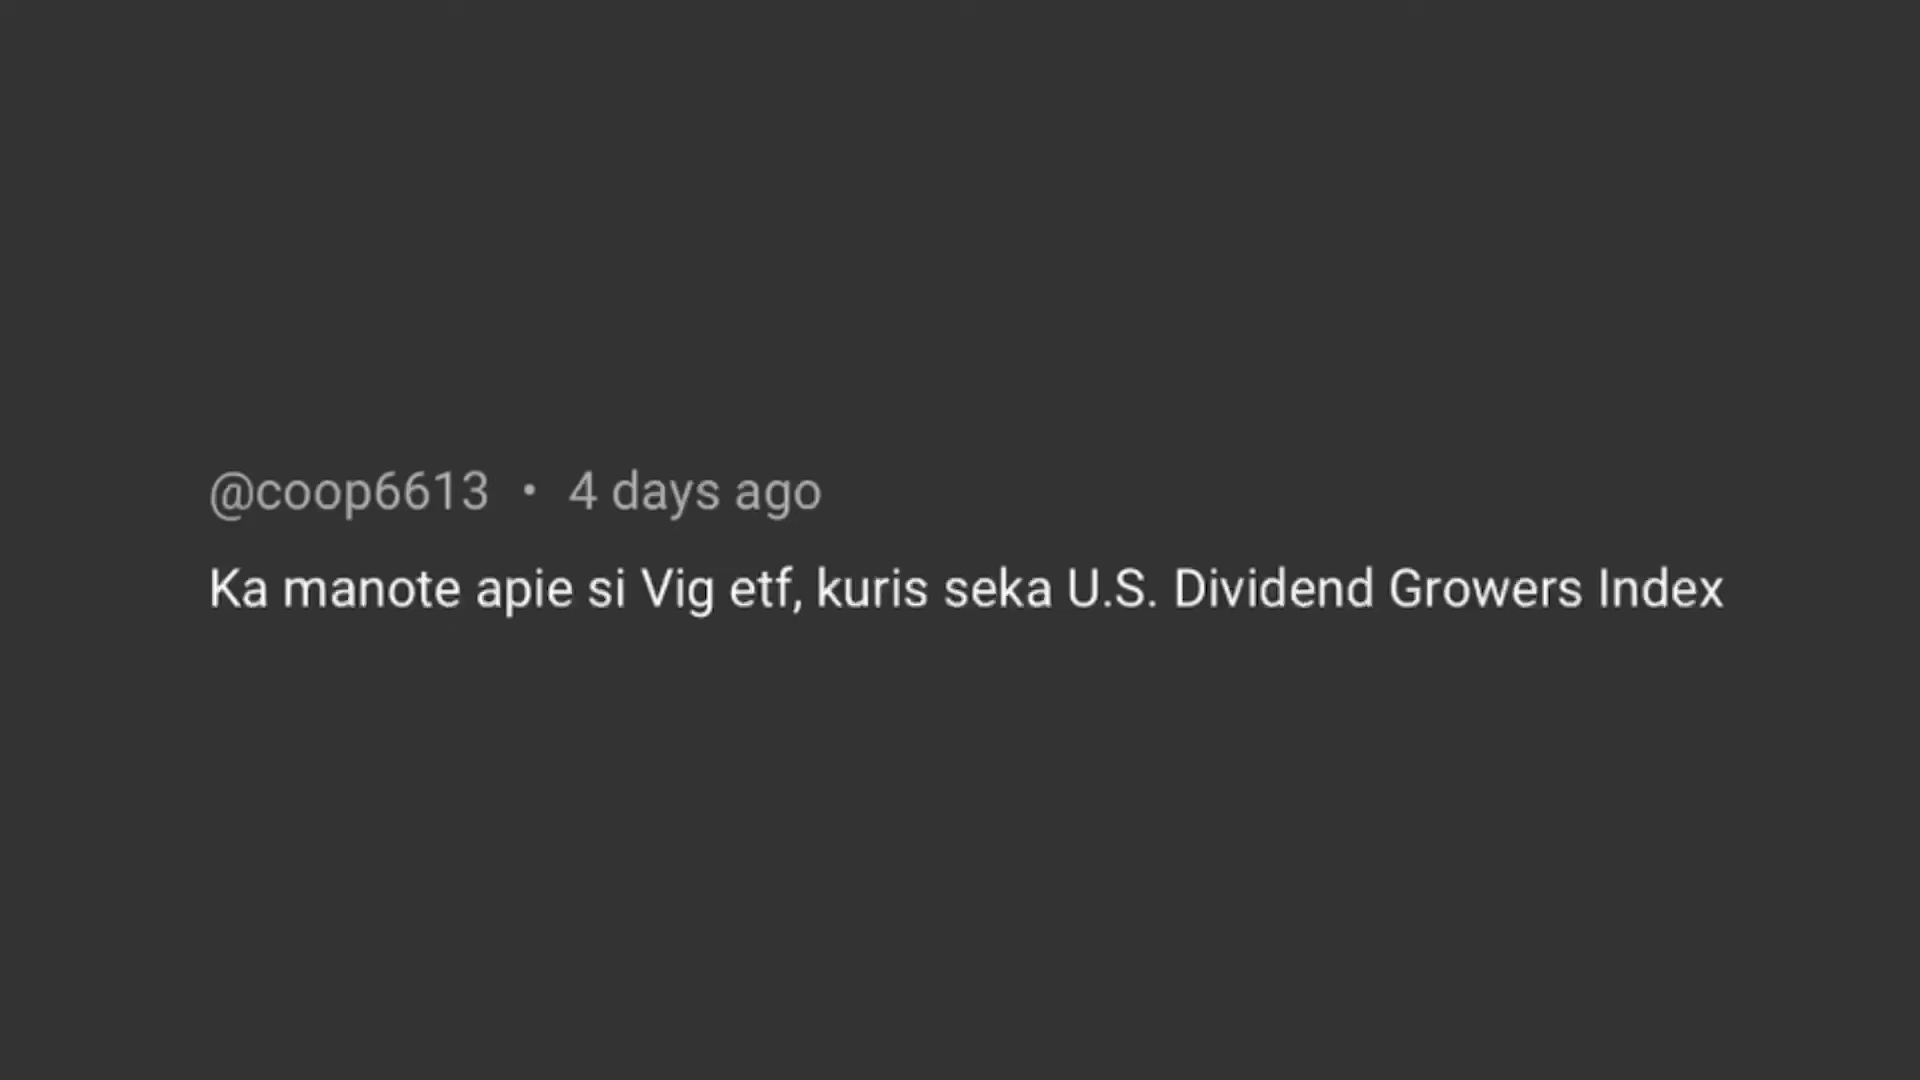 @coop6613 • 4 days ago
Ka manote apie si Vig etf, kuris seka U.S. Dividend Growers Index